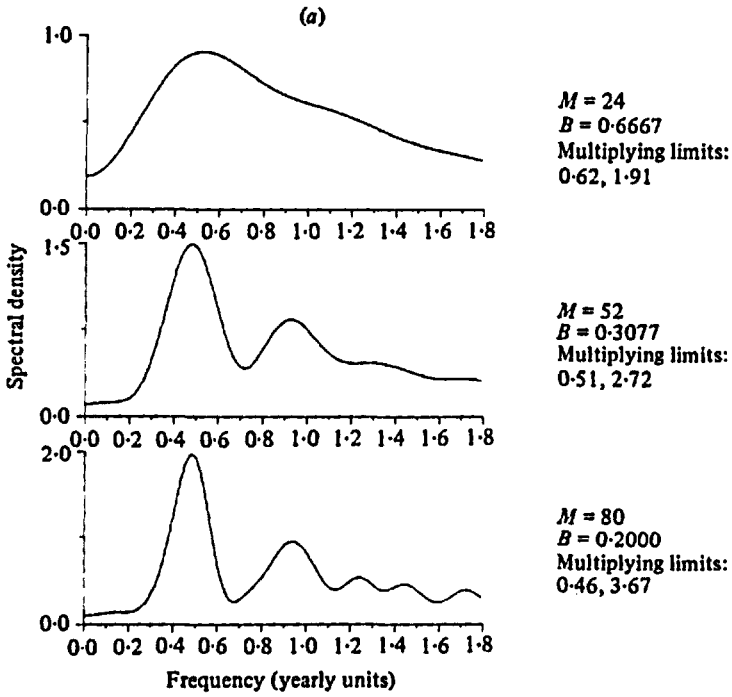 (a)
1·0
0·0
0·0 0·2 0·4 0·6 0·8 1·0 1·2 1·4 1·6 1·8
M = 24
B = 0·6667
Multiplying limits:
0·62, 1·91
1·5
0·0
0·0 0·2 0·4 0·6 0·8 1·0 1·2 1·4 1·6 1·8
M = 52
B = 0·3077
Multiplying limits:
0·51, 2·72
Spectral density
2·0
0·0
0·0 0·2 0·4 0·6 0·8 1·0 1·2 1·4 1·6 1·8
M = 80
B = 0·2000
Multiplying limits:
0·46, 3·67
Frequency (yearly units)